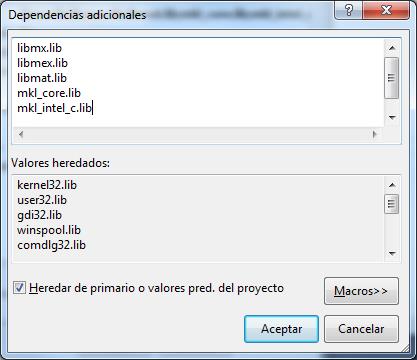 Dependencias adicionales
libmx.lib
libmex.lib
libmat.lib
mkl_core.lib
mkl_intel_c.lib
Valores heredados:
kernel32.lib
user32.lib
gdi32.lib
winspool.lib
comdlg32.lib
Heredar de primario o valores pred. del proyecto
Macros>>
Aceptar
Cancelar